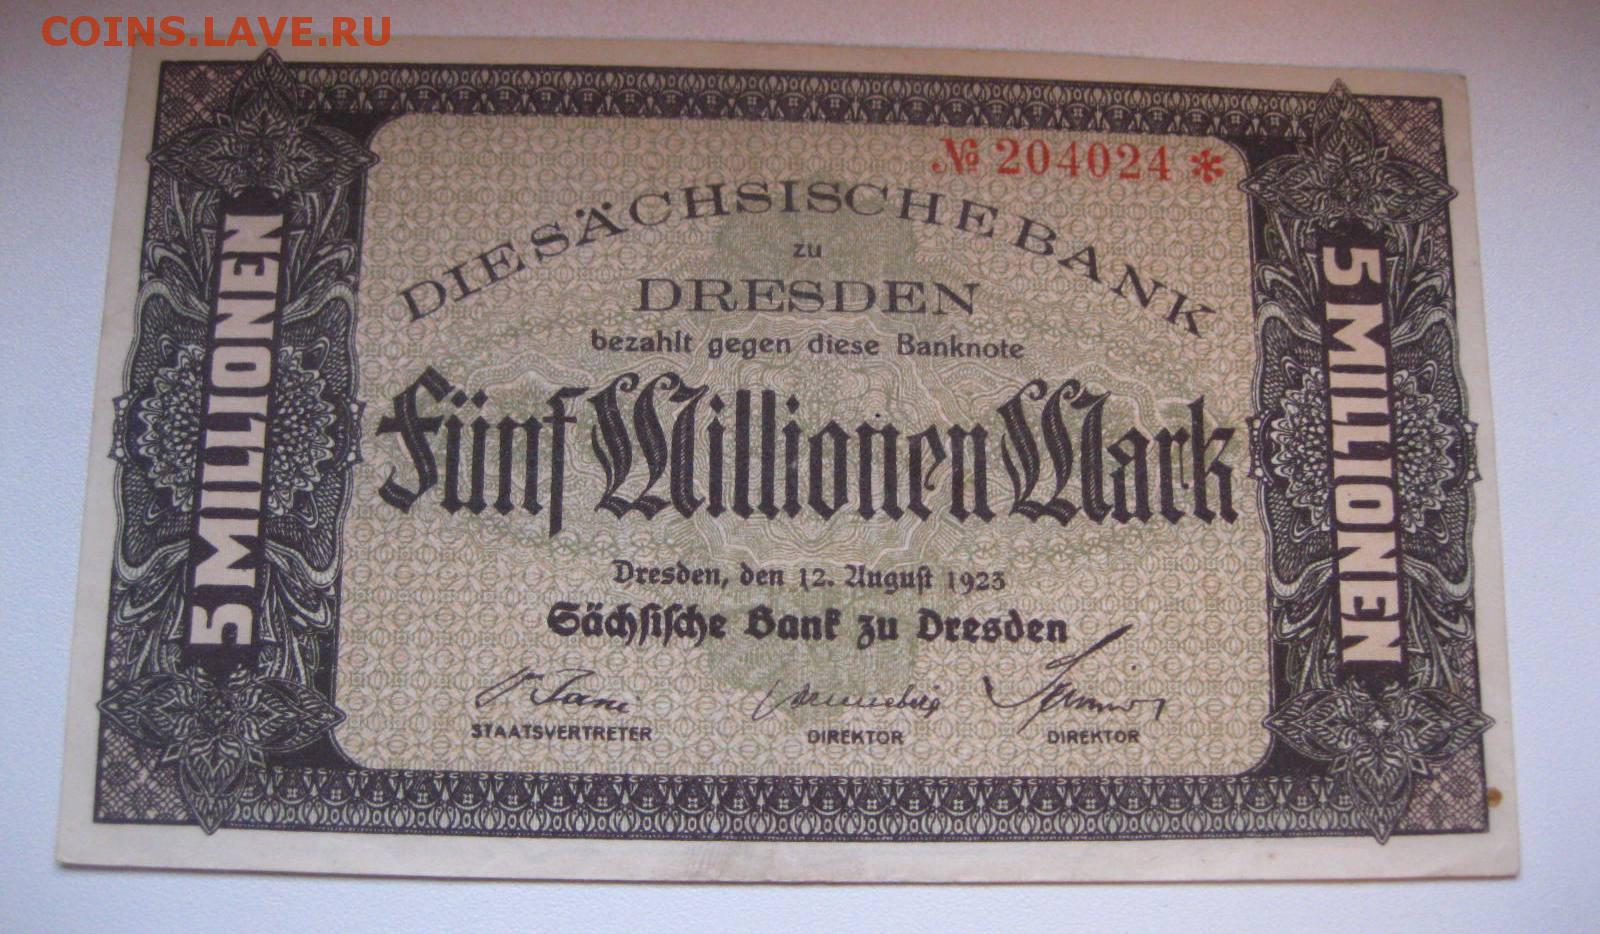 COINS.LAVE.RU
№ 204024 *
DIE SÄCHSISCHE BANK
zu
DRESDEN
bezahlt gegen diese Banknote
Fünf Millionen Mark
Dresden, den 12. August 1923
Sächsische Bank zu Dresden
STAATSVERTRETER DIREKTOR DIREKTOR
5 MILLIONEN
5 MILLIONEN